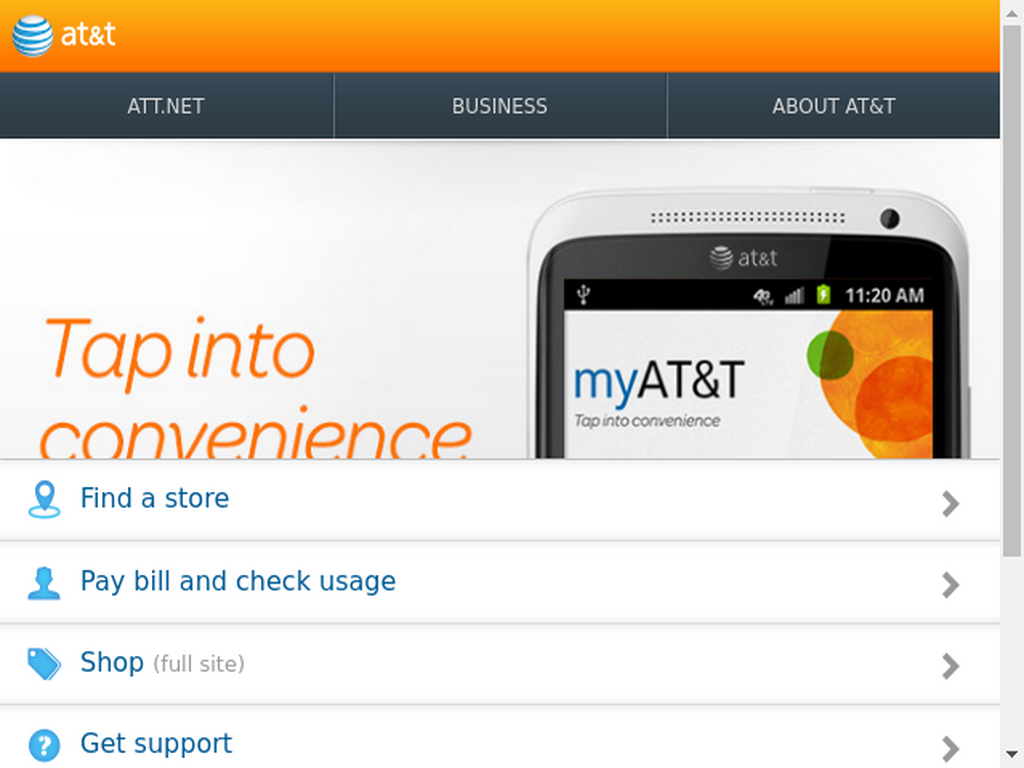 at&t
ATT.NET
BUSINESS
ABOUT AT&T
at&t
11:20 AM
myAT&T
Tap into convenience
Tap into
convenience
Find a store
Pay bill and check usage
Shop (full site)
Get support